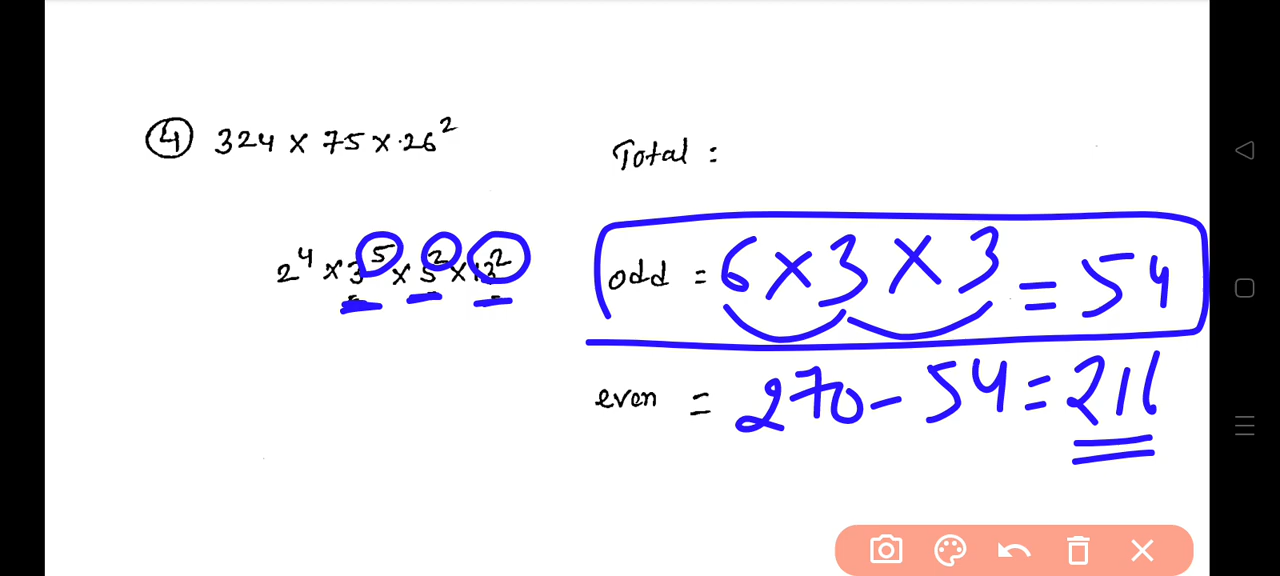 ④ 324 × 75 × 26²
Total :
2⁴ × 3⁵ × 5² × 13²
odd = 6 × 3 × 3 = 54
even = 270 - 54 = 216